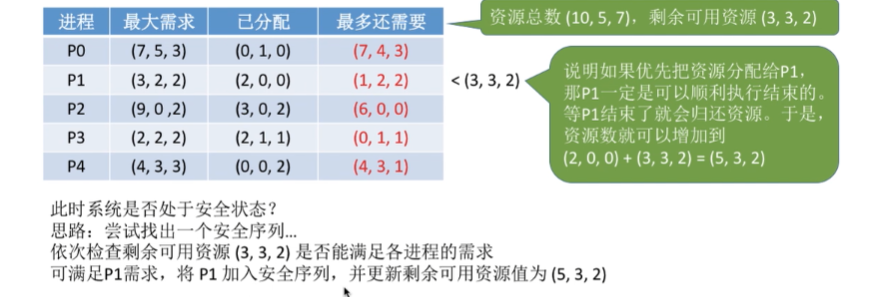 资源总数 (10, 5, 7)，剩余可用资源 (3, 3, 2)
进程 最大需求 已分配 最多还需要
P0 (7, 5, 3) (0, 1, 0) (7, 4, 3)
P1 (3, 2, 2) (2, 0, 0) (1, 2, 2) < (3, 3, 2)
P2 (9, 0 ,2) (3, 0, 2) (6, 0, 0)
P3 (2, 2, 2) (2, 1, 1) (0, 1, 1)
P4 (4, 3, 3) (0, 0, 2) (4, 3, 1)
说明如果优先把资源分配给P1，
那P1一定是可以顺利执行结束的。
等P1结束了就会归还资源。于是，
资源数就可以增加到
(2, 0, 0) + (3, 3, 2) = (5, 3, 2)
此时系统是否处于安全状态？
思路：尝试找出一个安全序列...
依次检查剩余可用资源 (3, 3, 2) 是否能满足各进程的需求
可满足P1需求，将 P1 加入安全序列，并更新剩余可用资源值为 (5, 3, 2)